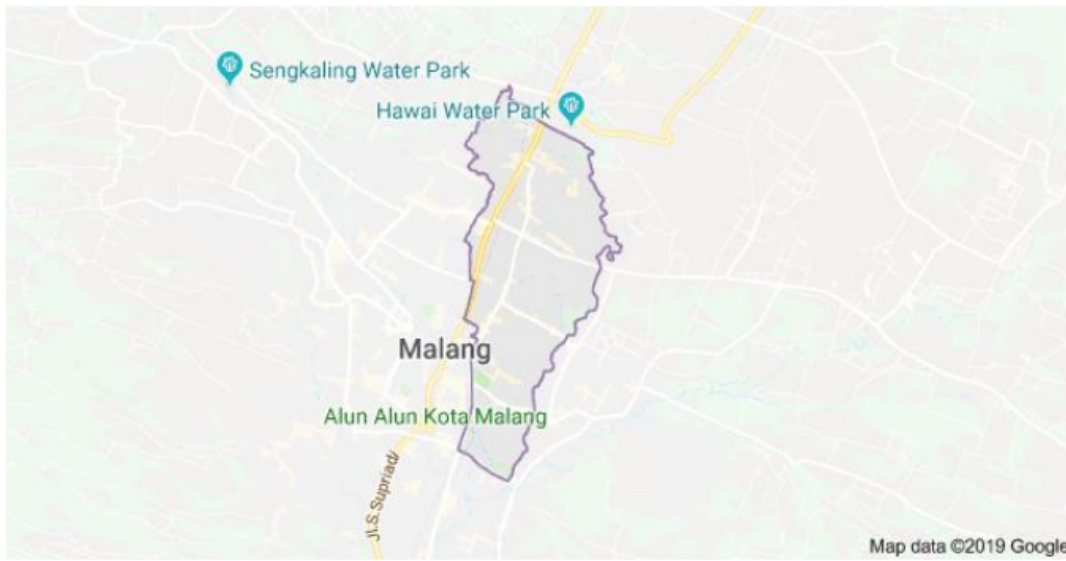 Sengkaling Water Park
Hawai Water Park
Malang
Alun Alun Kota Malang
Jl.S.Supriadi
Map data ©2019 Google